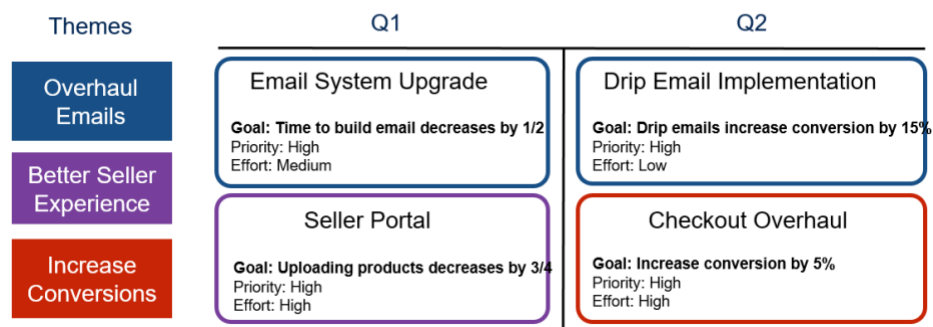 Themes
Q1
Q2
Overhaul
Emails
Better Seller
Experience
Increase
Conversions
Email System Upgrade
Goal: Time to build email decreases by 1/2
Priority: High
Effort: Medium
Drip Email Implementation
Goal: Drip emails increase conversion by 15%
Priority: High
Effort: Low
Seller Portal
Goal: Uploading products decreases by 3/4
Priority: High
Effort: High
Checkout Overhaul
Goal: Increase conversion by 5%
Priority: High
Effort: High